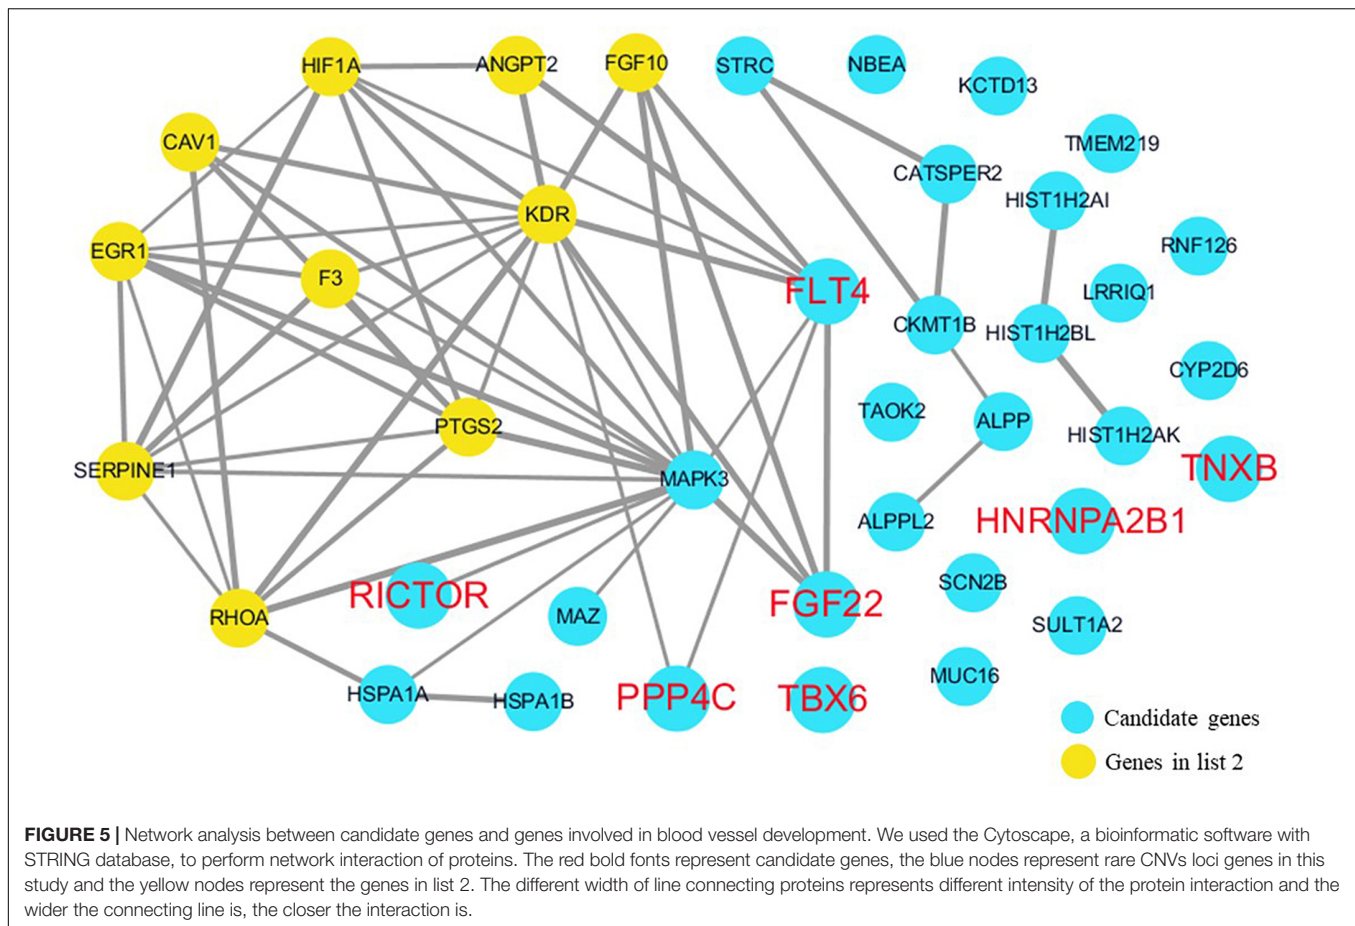 HIF1A
ANGPT2
FGF10
STRC
NBEA
KCTD13
CAV1
TMEM219
CATSPER2
HIST1H2AI
KDR
EGR1
F3
RNF126
FLT4
LRRIQ1
CKMT1B
HIST1H2BL
CYP2D6
TAOK2
ALPP
PTGS2
HIST1H2AK
SERPINE1
MAPK3
TNXB
ALPPL2
HNRNPA2B1
RICTOR
SCN2B
RHOA
MAZ
FGF22
SULT1A2
HSPA1A
HSPA1B
PPP4C
TBX6
MUC16
Candidate genes
Genes in list 2
FIGURE 5 | Network analysis between candidate genes and genes involved in blood vessel development. We used the Cytoscape, a bioinformatic software with
STRING database, to perform network interaction of proteins. The red bold fonts represent candidate genes, the blue nodes represent rare CNVs loci genes in this
study and the yellow nodes represent the genes in list 2. The different width of line connecting proteins represents different intensity of the protein interaction and the
wider the connecting line is, the closer the interaction is.